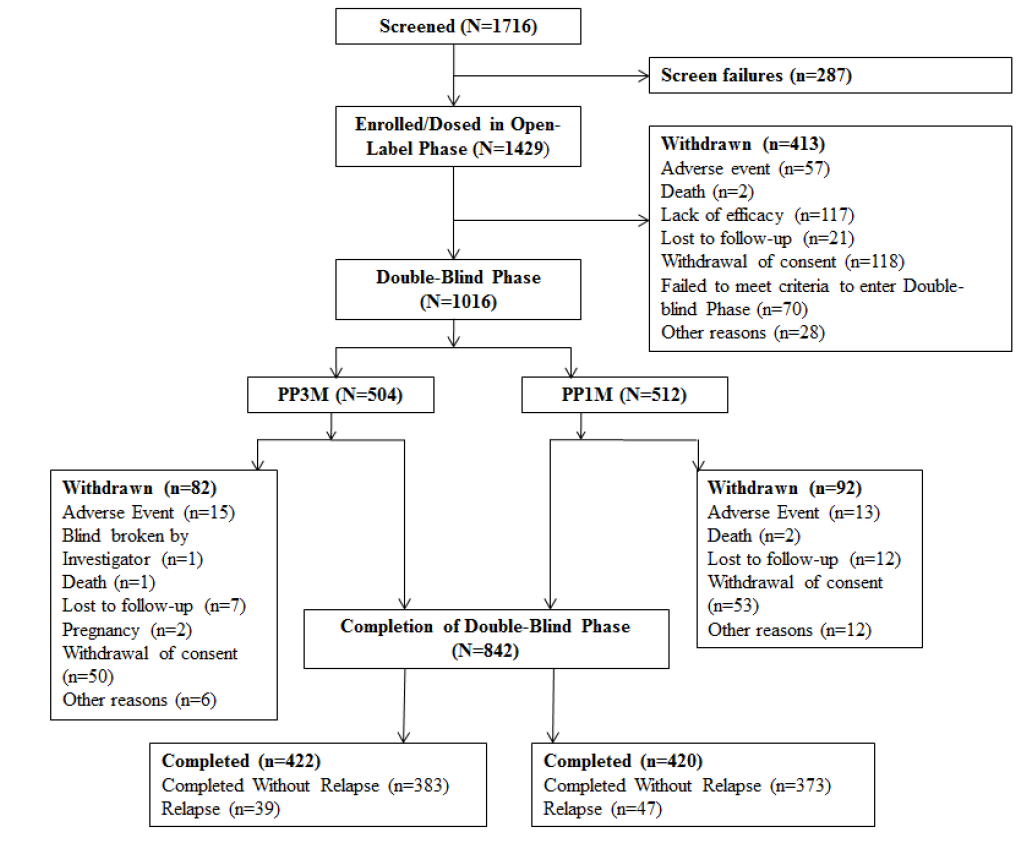 Screened (N=1716)
Screen failures (n=287)
Enrolled/Dosed in Open-
Label Phase (N=1429)
Withdrawn (n=413)
Adverse event (n=57)
Death (n=2)
Lack of efficacy (n=117)
Lost to follow-up (n=21)
Withdrawal of consent (n=118)
Failed to meet criteria to enter Double-
blind Phase (n=70)
Other reasons (n=28)
Double-Blind Phase
(N=1016)
PP3M (N=504)
PP1M (N=512)
Withdrawn (n=82)
Adverse Event (n=15)
Blind broken by
Investigator (n=1)
Death (n=1)
Lost to follow-up (n=7)
Pregnancy (n=2)
Withdrawal of consent
(n=50)
Other reasons (n=6)
Withdrawn (n=92)
Adverse Event (n=13)
Death (n=2)
Lost to follow-up (n=12)
Withdrawal of consent
(n=53)
Other reasons (n=12)
Completion of Double-Blind Phase
(N=842)
Completed (n=422)
Completed Without Relapse (n=383)
Relapse (n=39)
Completed (n=420)
Completed Without Relapse (n=373)
Relapse (n=47)